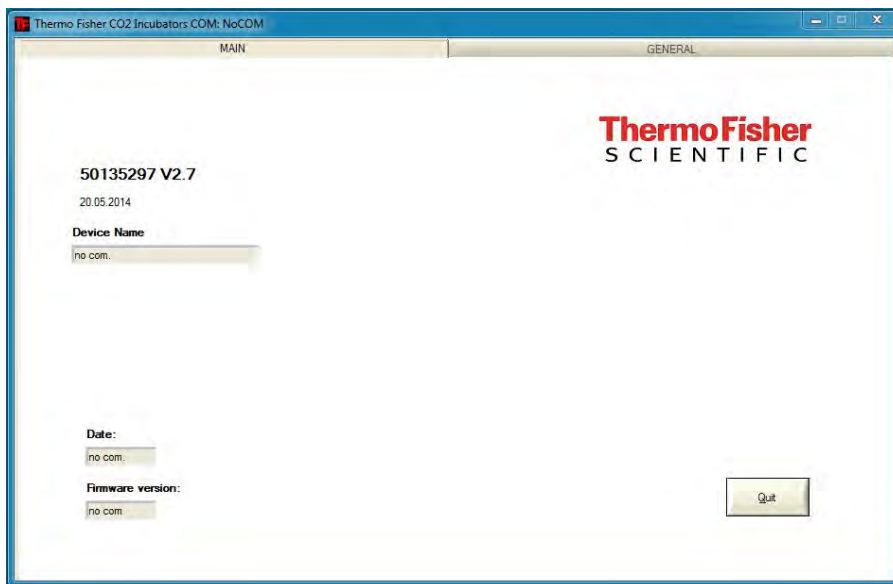 Thermo Fisher CO2 Incubators COM: NoCOM
MAIN GENERAL
ThermoFisher
SCIENTIFIC
50135297 V2.7
20.05.2014
Device Name
no com.
Date:
no com.
Firmware version:
no com
Quit